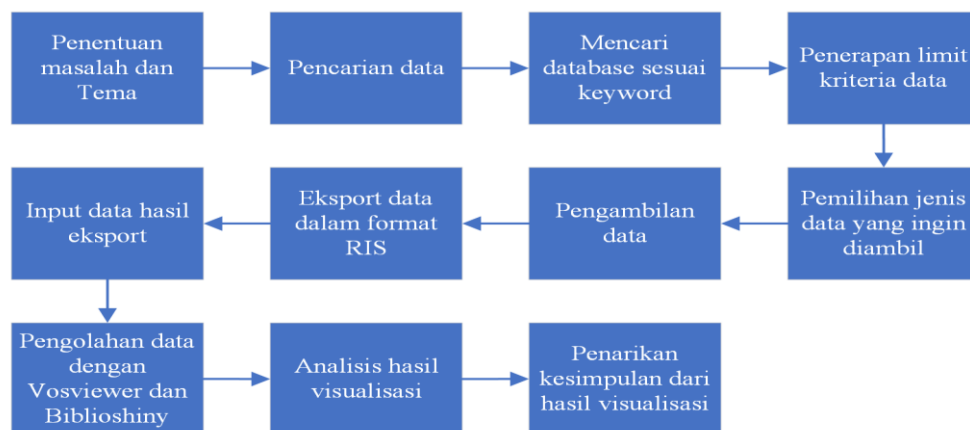 Penentuan
masalah dan
Tema
Pencarian data
Mencari
database sesuai
keyword
Penerapan limit
kriteria data
Pemilihan jenis
data yang ingin
diambil
Pengambilan
data
Eksport data
dalam format
RIS
Input data hasil
eksport
Pengolahan data
dengan
Vosviewer dan
Biblioshiny
Analisis hasil
visualisasi
Penarikan
kesimpulan dari
hasil visualisasi